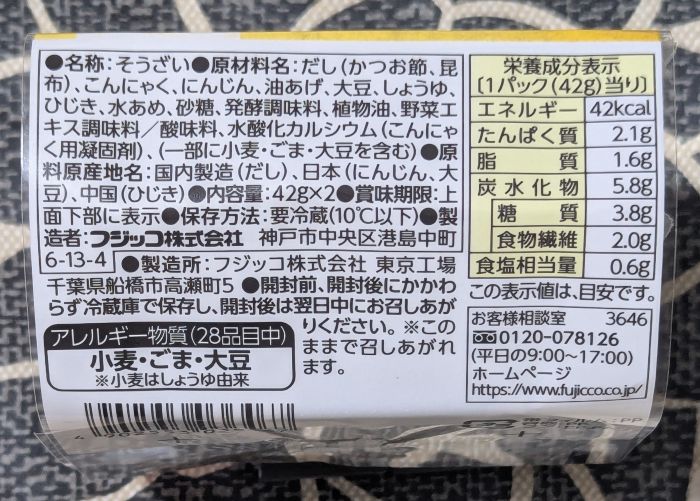 ●名称:そうざい●原材料名:だし(かつお節、昆
布)、こんにゃく、にんじん、油あげ、大豆、しょうゆ、
ひじき、水あめ、砂糖、発酵調味料、植物油、野菜エ
キス調味料／酸味料、水酸化カルシウム(こんにゃ
く用凝固剤)、(一部に小麦・ごま・大豆を含む)●原
料原産地名:国内製造(だし)、日本(にんじん、大
豆)、中国(ひじき)●内容量:42g×2●賞味期限:上
面下部に表示●保存方法:要冷蔵(10℃以下)●製
造者:フジッコ株式会社 神戸市中央区港島中町
6-13-4 ●製造所:フジッコ株式会社 東京工場
千葉県船橋市高瀬町5 ●開封前、開封後にかかわ
らず冷蔵庫で保存し、開封後は翌日中にお召しあが
りください。※この
ままで召しあがれ
ます。
アレルギー物質(28品目中)
小麦・ごま・大豆
※小麦はしょうゆ由来
栄養成分表示
〔1パック(42g)当り〕
エネルギー 42kcal
たんぱく質 2.1g
脂質 1.6g
炭水化物 5.8g
糖質 3.8g
食物繊維 2.0g
食塩相当量 0.6g
この表示値は、目安です。
お客様相談室 3646
0120-078126
(平日の9:00〜17:00)
ホームページ
https://www.fujicco.co.jp/